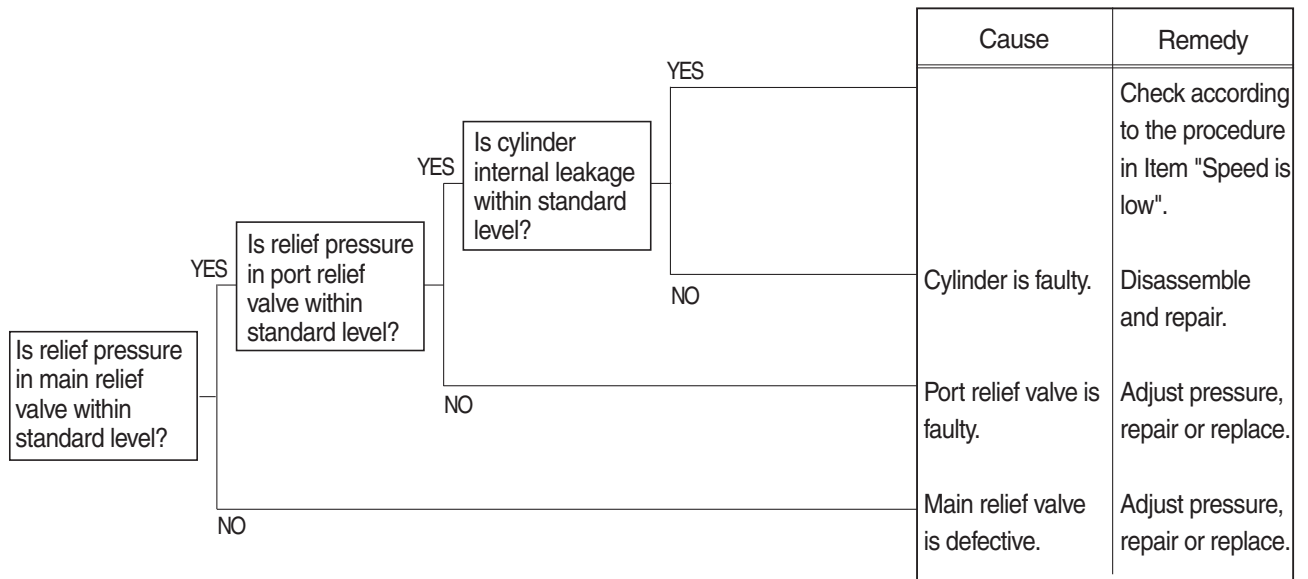 Cause
Remedy
YES
Check according
to the procedure
in Item "Speed is
low".
Is cylinder
internal leakage
within standard
level?
YES
Is relief pressure
in port relief
valve within
standard level?
YES
NO
Cylinder is faulty.
Disassemble
and repair.
Is relief pressure
in main relief
valve within
standard level?
NO
Port relief valve is
faulty.
Adjust pressure,
repair or replace.
NO
Main relief valve
is defective.
Adjust pressure,
repair or replace.